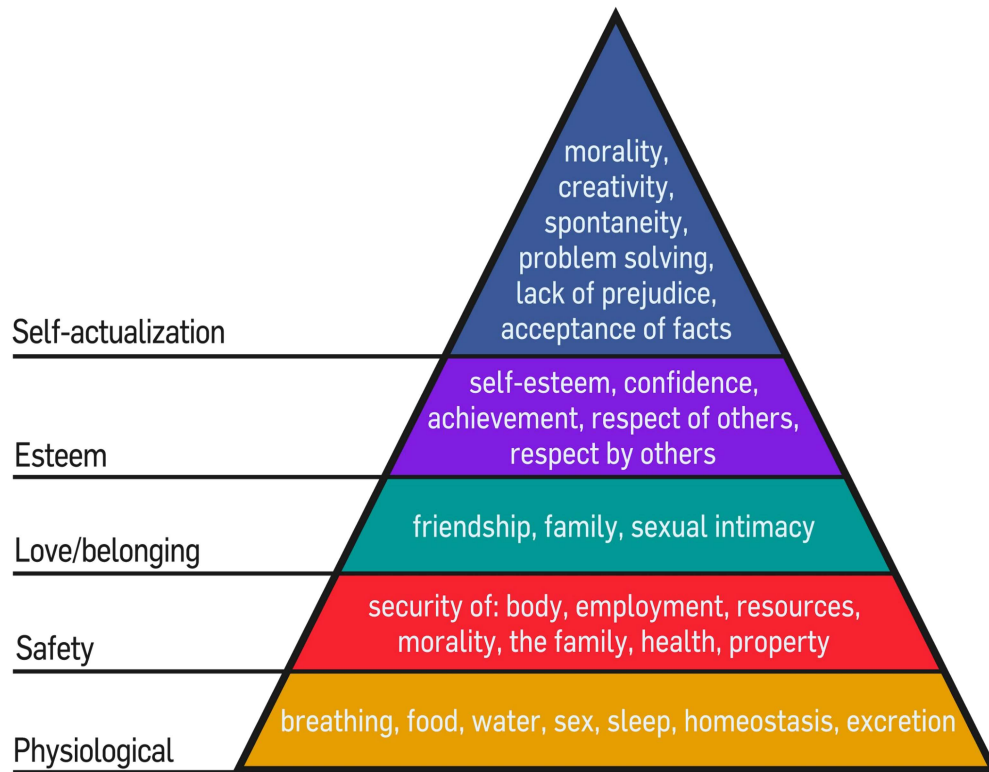 morality,
creativity,
spontaneity,
problem solving,
lack of prejudice,
acceptance of facts
Self-actualization
self-esteem, confidence,
achievement, respect of others,
respect by others
Esteem
friendship, family, sexual intimacy
Love/belonging
security of: body, employment, resources,
morality, the family, health, property
Safety
breathing, food, water, sex, sleep, homeostasis, excretion
Physiological